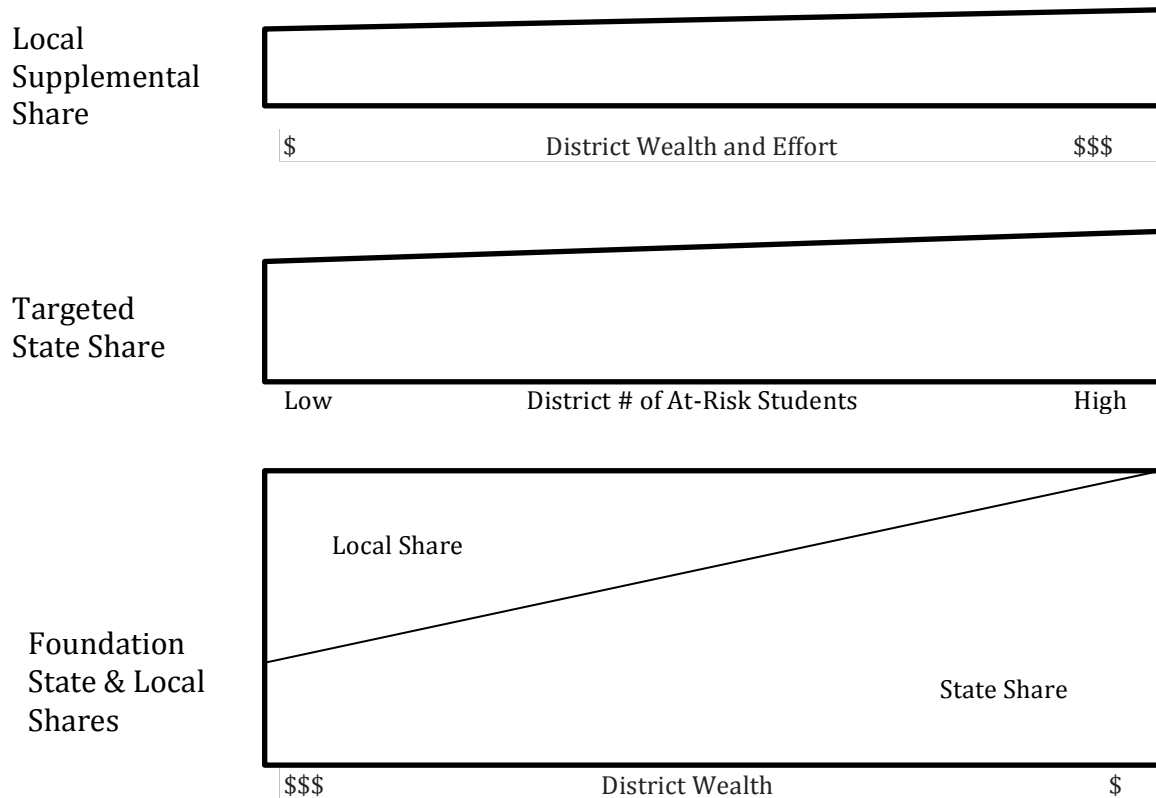 Local
Supplemental
Share
$ District Wealth and Effort $$$
Targeted
State Share
Low District # of At-Risk Students High
Local Share
Foundation
State & Local
Shares
State Share
$$$ District Wealth $